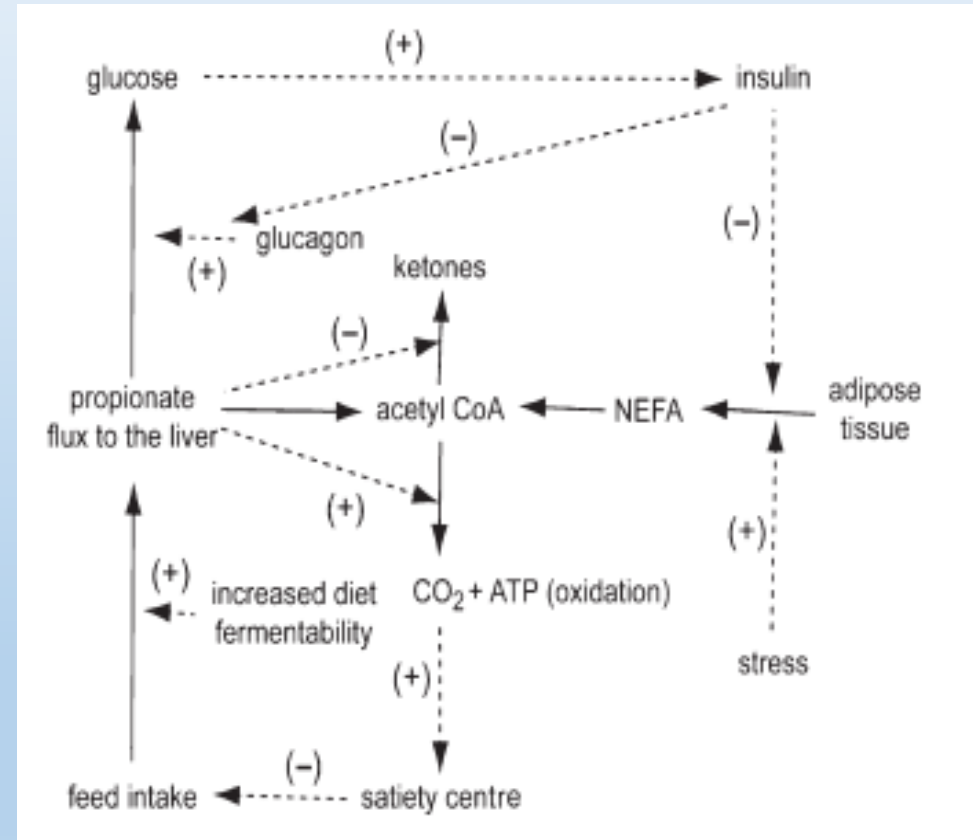 (+)
glucose
insulin
(−)
(−)
glucagon
(+)
ketones
(−)
propionate
flux to the liver
acetyl CoA
NEFA
adipose
tissue
(+)
(+)
(+)
increased diet
fermentability
CO₂ + ATP (oxidation)
stress
(+)
(−)
feed intake
satiety centre